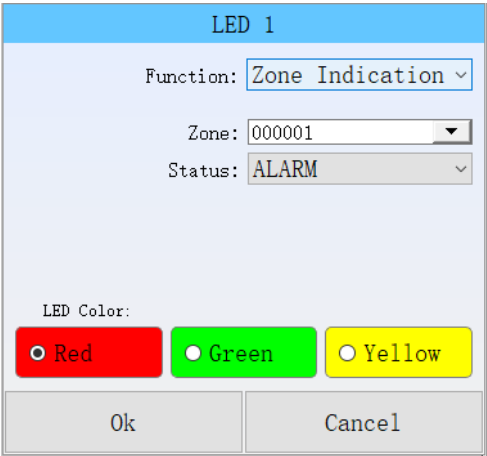 LED 1
Function: Zone Indication
Zone: 000001
Status: ALARM
LED Color:
Red Green Yellow
Ok Cancel